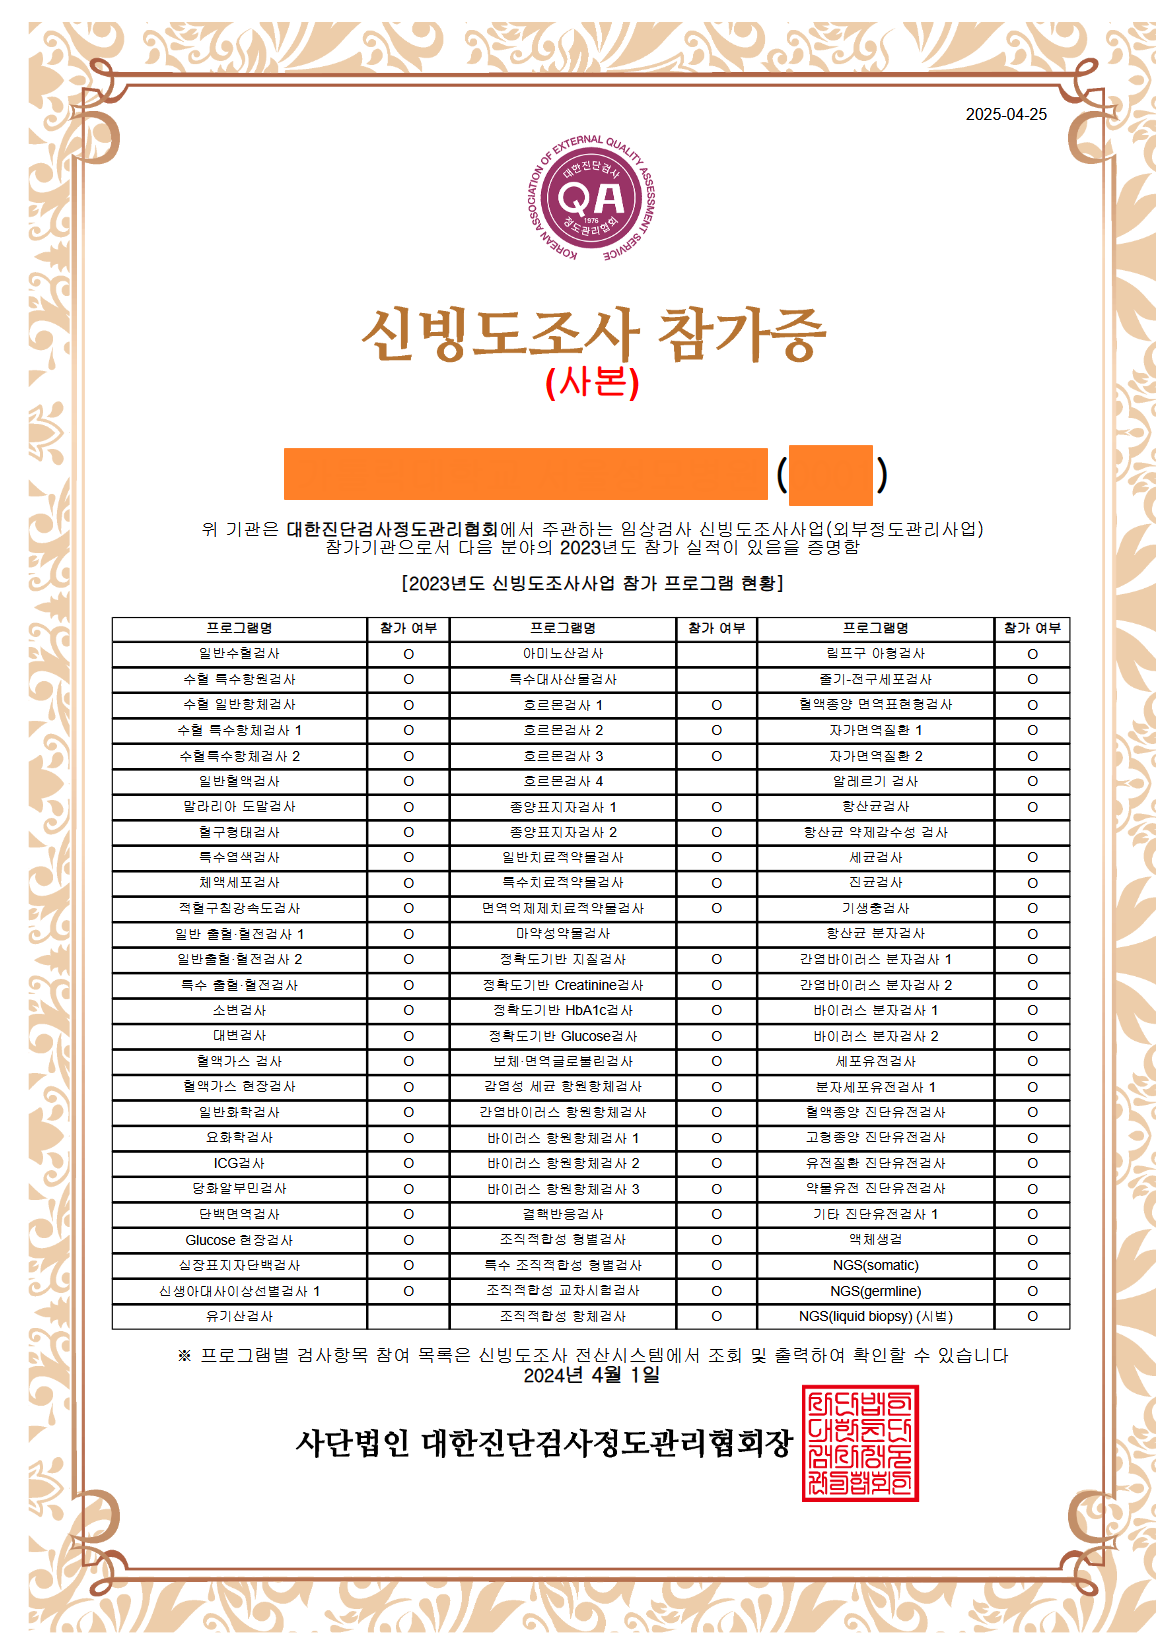 2025-04-25
KOREAN ASSOCIATION OF EXTERNAL QUALITY ASSESSMENT SERVICE
대한진단검사
QA
1976
정도관리협회
신빙도조사 참가증
(사본)
( )
위 기관은 대한진단검사정도관리협회에서 주관하는 임상검사 신빙도조사사업(외부정도관리사업)
참가기관으로서 다음 분야의 2023년도 참가 실적이 있음을 증명함
[2023년도 신빙도조사사업 참가 프로그램 현황]
프로그램명 참가 여부 프로그램명 참가 여부 프로그램명 참가 여부
일반수혈검사 O 아미노산검사 림프구 아형검사 O
수혈 특수항원검사 O 특수대사산물검사 줄기-전구세포검사 O
수혈 일반항체검사 O 호르몬검사 1 O 혈액종양 면역표현형검사 O
수혈 특수항체검사 1 O 호르몬검사 2 O 자가면역질환 1 O
수혈특수항체검사 2 O 호르몬검사 3 O 자가면역질환 2 O
일반혈액검사 O 호르몬검사 4 알레르기 검사 O
말라리아 도말검사 O 종양표지자검사 1 O 항산균검사 O
혈구형태검사 O 종양표지자검사 2 O 항산균 약제감수성 검사
특수염색검사 O 일반치료적약물검사 O 세균검사 O
체액세포검사 O 특수치료적약물검사 O 진균검사 O
적혈구침강속도검사 O 면역억제제치료적약물검사 O 기생충검사 O
일반 출혈·혈전검사 1 O 마약성약물검사 항산균 분자검사 O
일반출혈·혈전검사 2 O 정확도기반 지질검사 O 간염바이러스 분자검사 1 O
특수 출혈·혈전검사 O 정확도기반 Creatinine검사 O 간염바이러스 분자검사 2 O
소변검사 O 정확도기반 HbA1c검사 O 바이러스 분자검사 1 O
대변검사 O 정확도기반 Glucose검사 O 바이러스 분자검사 2 O
혈액가스 검사 O 보체·면역글로불린검사 O 세포유전검사 O
혈액가스 현장검사 O 감염성 세균 항원항체검사 O 분자세포유전검사 1 O
일반화학검사 O 간염바이러스 항원항체검사 O 혈액종양 진단유전검사 O
요화학검사 O 바이러스 항원항체검사 1 O 고형종양 진단유전검사 O
ICG검사 O 바이러스 항원항체검사 2 O 유전질환 진단유전검사 O
당화알부민검사 O 바이러스 항원항체검사 3 O 약물유전 진단유전검사 O
단백면역검사 O 결핵반응검사 O 기타 진단유전검사 1 O
Glucose 현장검사 O 조직적합성 형별검사 O 액체생검 O
심장표지자단백검사 O 특수 조직적합성 형별검사 O NGS(somatic) O
신생아대사이상선별검사 1 O 조직적합성 교차시험검사 O NGS(germline) O
유기산검사 조직적합성 항체검사 O NGS(liquid biopsy) (시범) O
※ 프로그램별 검사항목 참여 목록은 신빙도조사 전산시스템에서 조회 및 출력하여 확인할 수 있습니다
2024년 4월 1일
사단법인 대한진단검사정도관리협회장